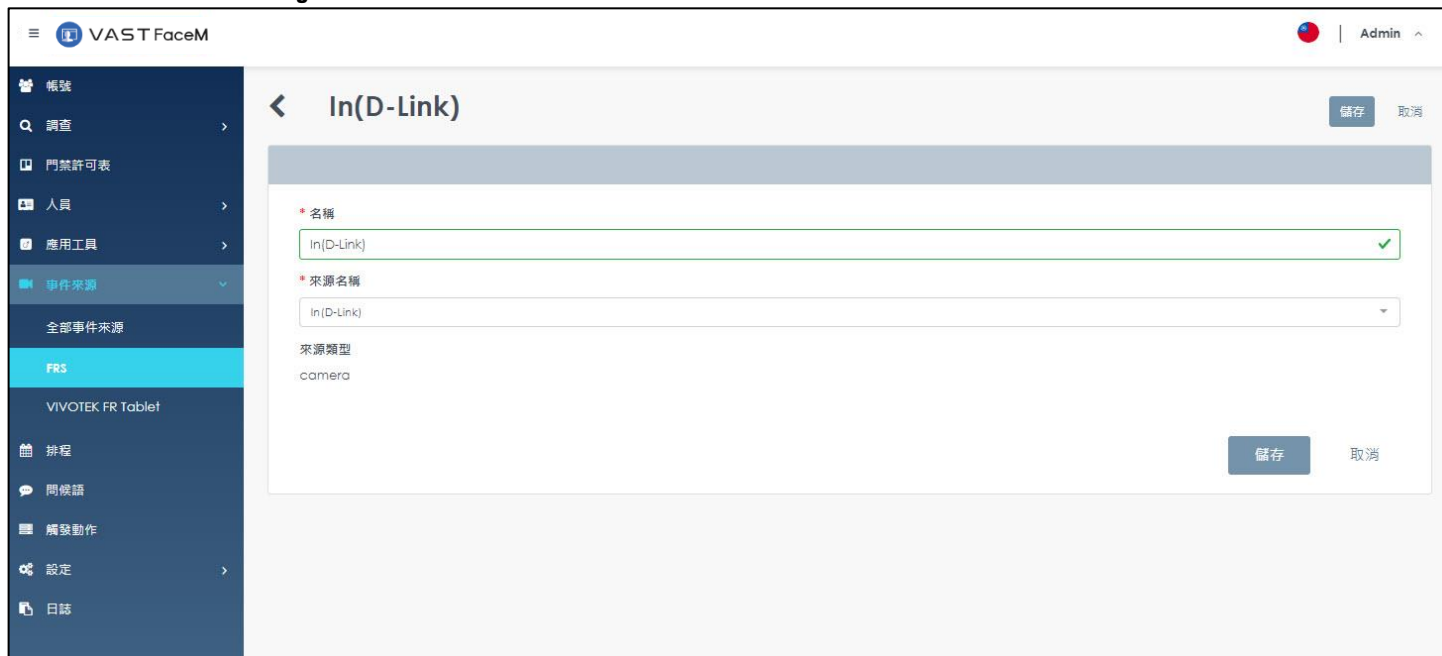 VAST FaceM
Admin
帳號
調查
門禁許可表
人員
應用工具
事件來源
全部事件來源
FRS
VIVOTEK FR Tablet
排程
問候語
觸發動作
設定
日誌
In(D-Link)
儲存 取消
* 名稱
In(D-Link)
* 來源名稱
In(D-Link)
來源類型
camera
儲存 取消